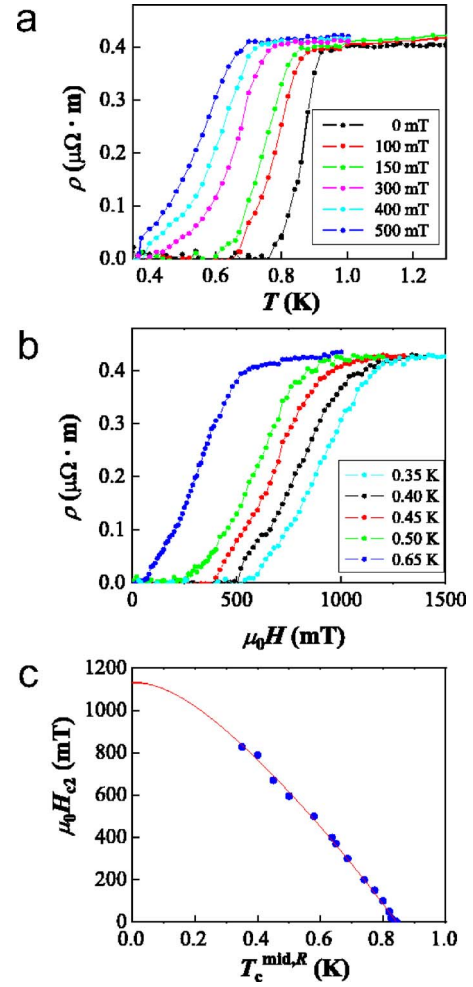 a
0.4
0.3
0.2
0.1
0.0
ρ (μΩ · m)
0 mT
100 mT
150 mT
300 mT
400 mT
500 mT
0.4 0.6 0.8 1.0 1.2
T (K)
b
0.4
0.3
0.2
0.1
0.0
ρ (μΩ · m)
0.35 K
0.40 K
0.45 K
0.50 K
0.65 K
0 500 1000 1500
μ₀H (mT)
c
1200
1000
800
600
400
200
0
μ₀H_c2 (mT)
0.0 0.2 0.4 0.6 0.8 1.0
T_c^mid,R (K)